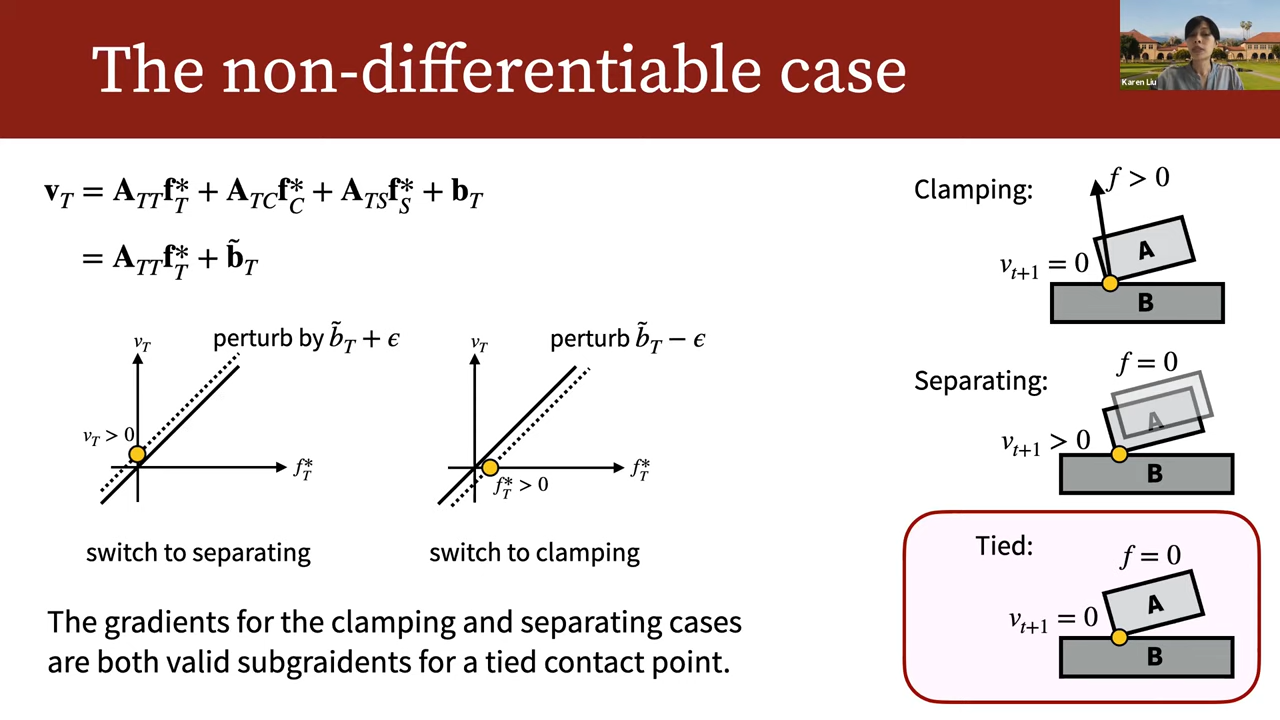 The non-differentiable case
Karen Liu
v_T = A_TT f*_T + A_TC f*_C + A_TS f*_S + b_T
= A_TT f*_T + b̃_T
v_T
perturb by b̃_T + ϵ
v_T > 0
f*_T
switch to separating
v_T
perturb b̃_T − ϵ
f*_T
f*_T > 0
switch to clamping
The gradients for the clamping and separating cases
are both valid subgraidents for a tied contact point.
Clamping:
f > 0
v_t+1 = 0
A
B
Separating:
f = 0
v_t+1 > 0
A
B
Tied:
f = 0
v_t+1 = 0
A
B